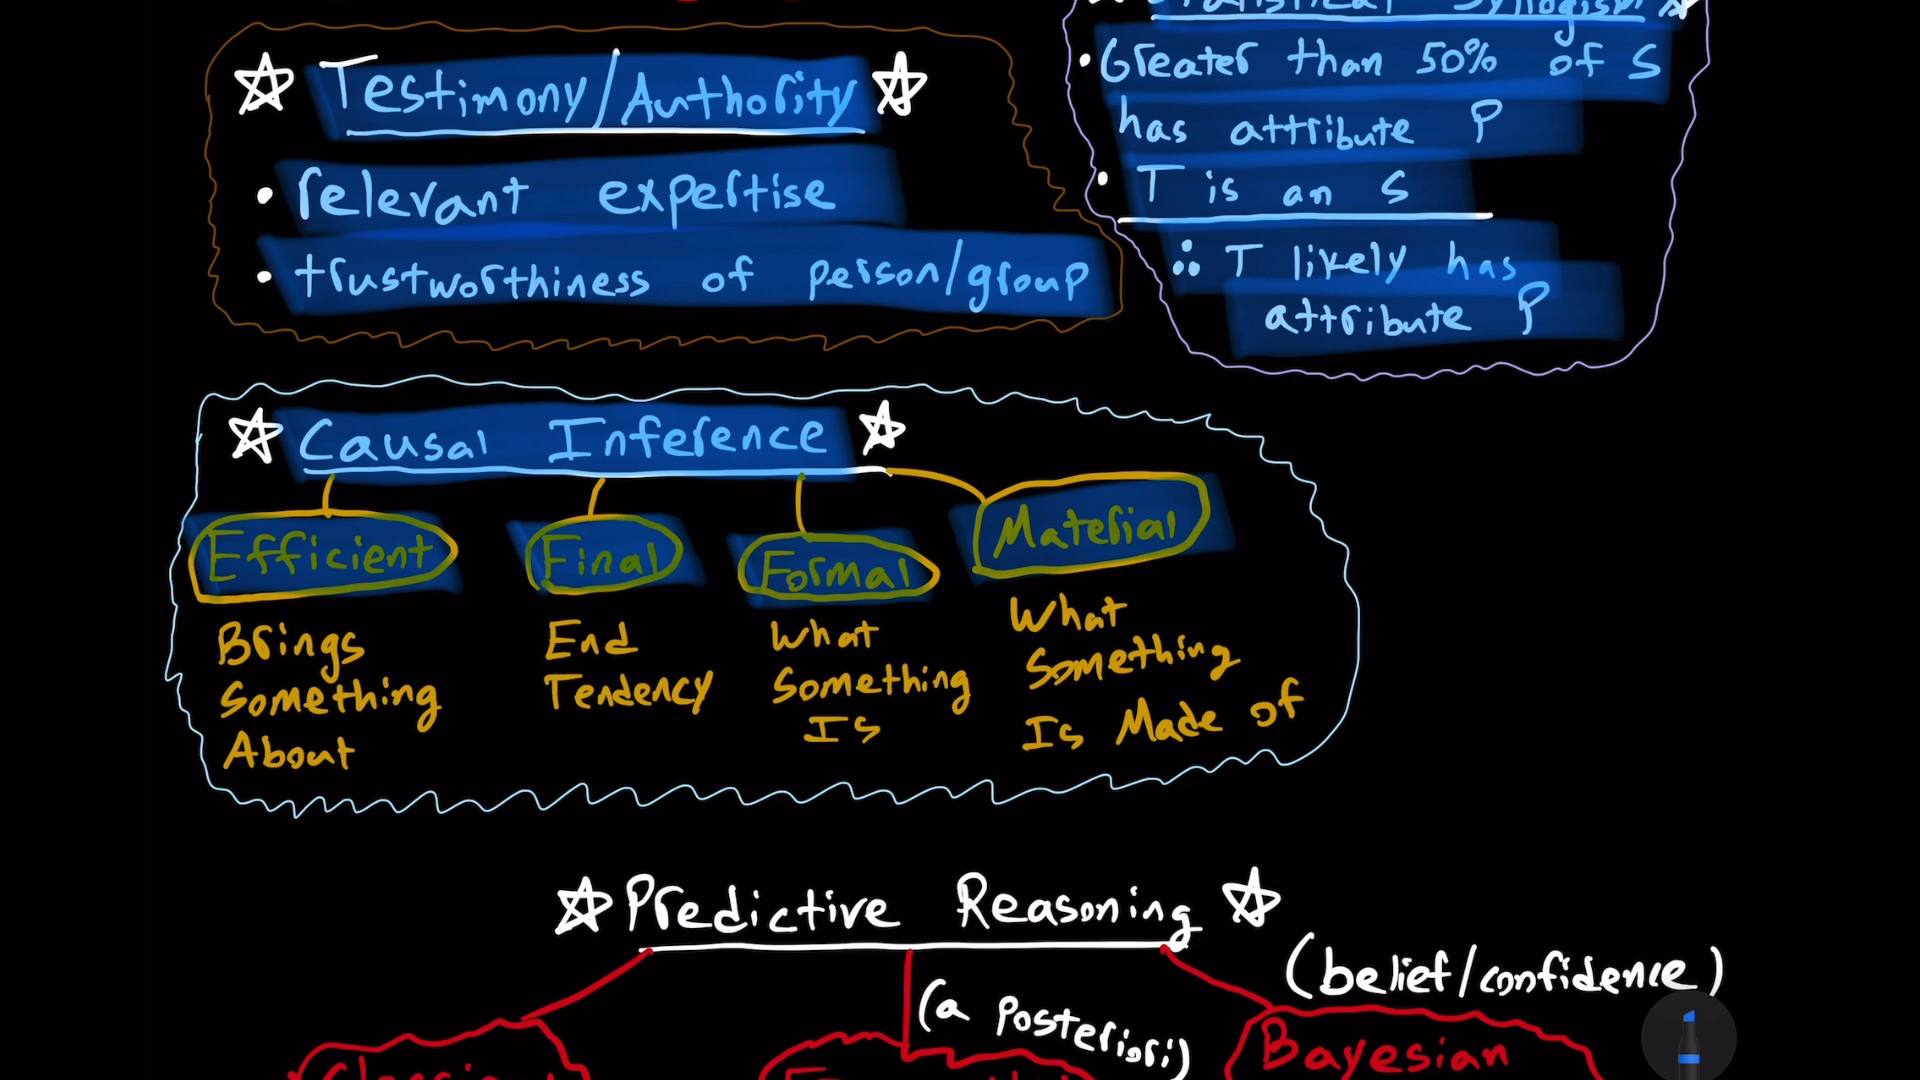 Testimony/Authority
• relevant expertise
• trustworthiness of person/group
Statistical Syllogism
• Greater than 50% of S
has attribute P
• T is an S
∴ T likely has
attribute P
Causal Inference
Efficient
Brings
Something
About
Final
End
Tendency
Formal
What
Something
Is
Material
What
Something
Is Made of
Predictive Reasoning
(a Posteriori)
(belief/confidence)
Bayesian